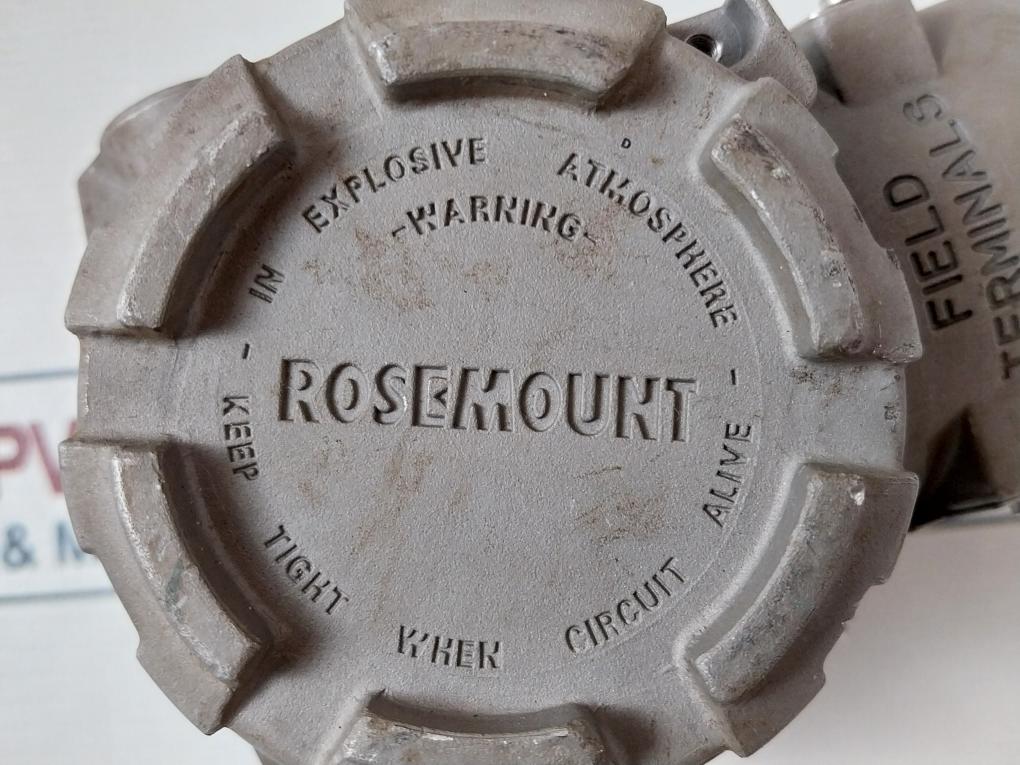 IN EXPLOSIVE ATMOSPHERE
D
-WARNING-
ROSEMOUNT
- KEEP TIGHT WHEN CIRCUIT ALIVE -
FIELD
TERMINALS
& M